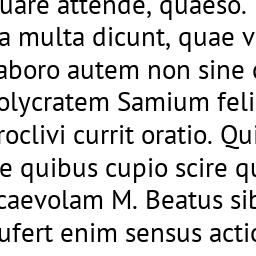 uare attende, quaeso.
a multa dicunt, quae v
aboro autem non sine
olycratem Samium feli
roclivi currit oratio. Qui
e quibus cupio scire qu
caevolam M. Beatus sib
ufert enim sensus actio